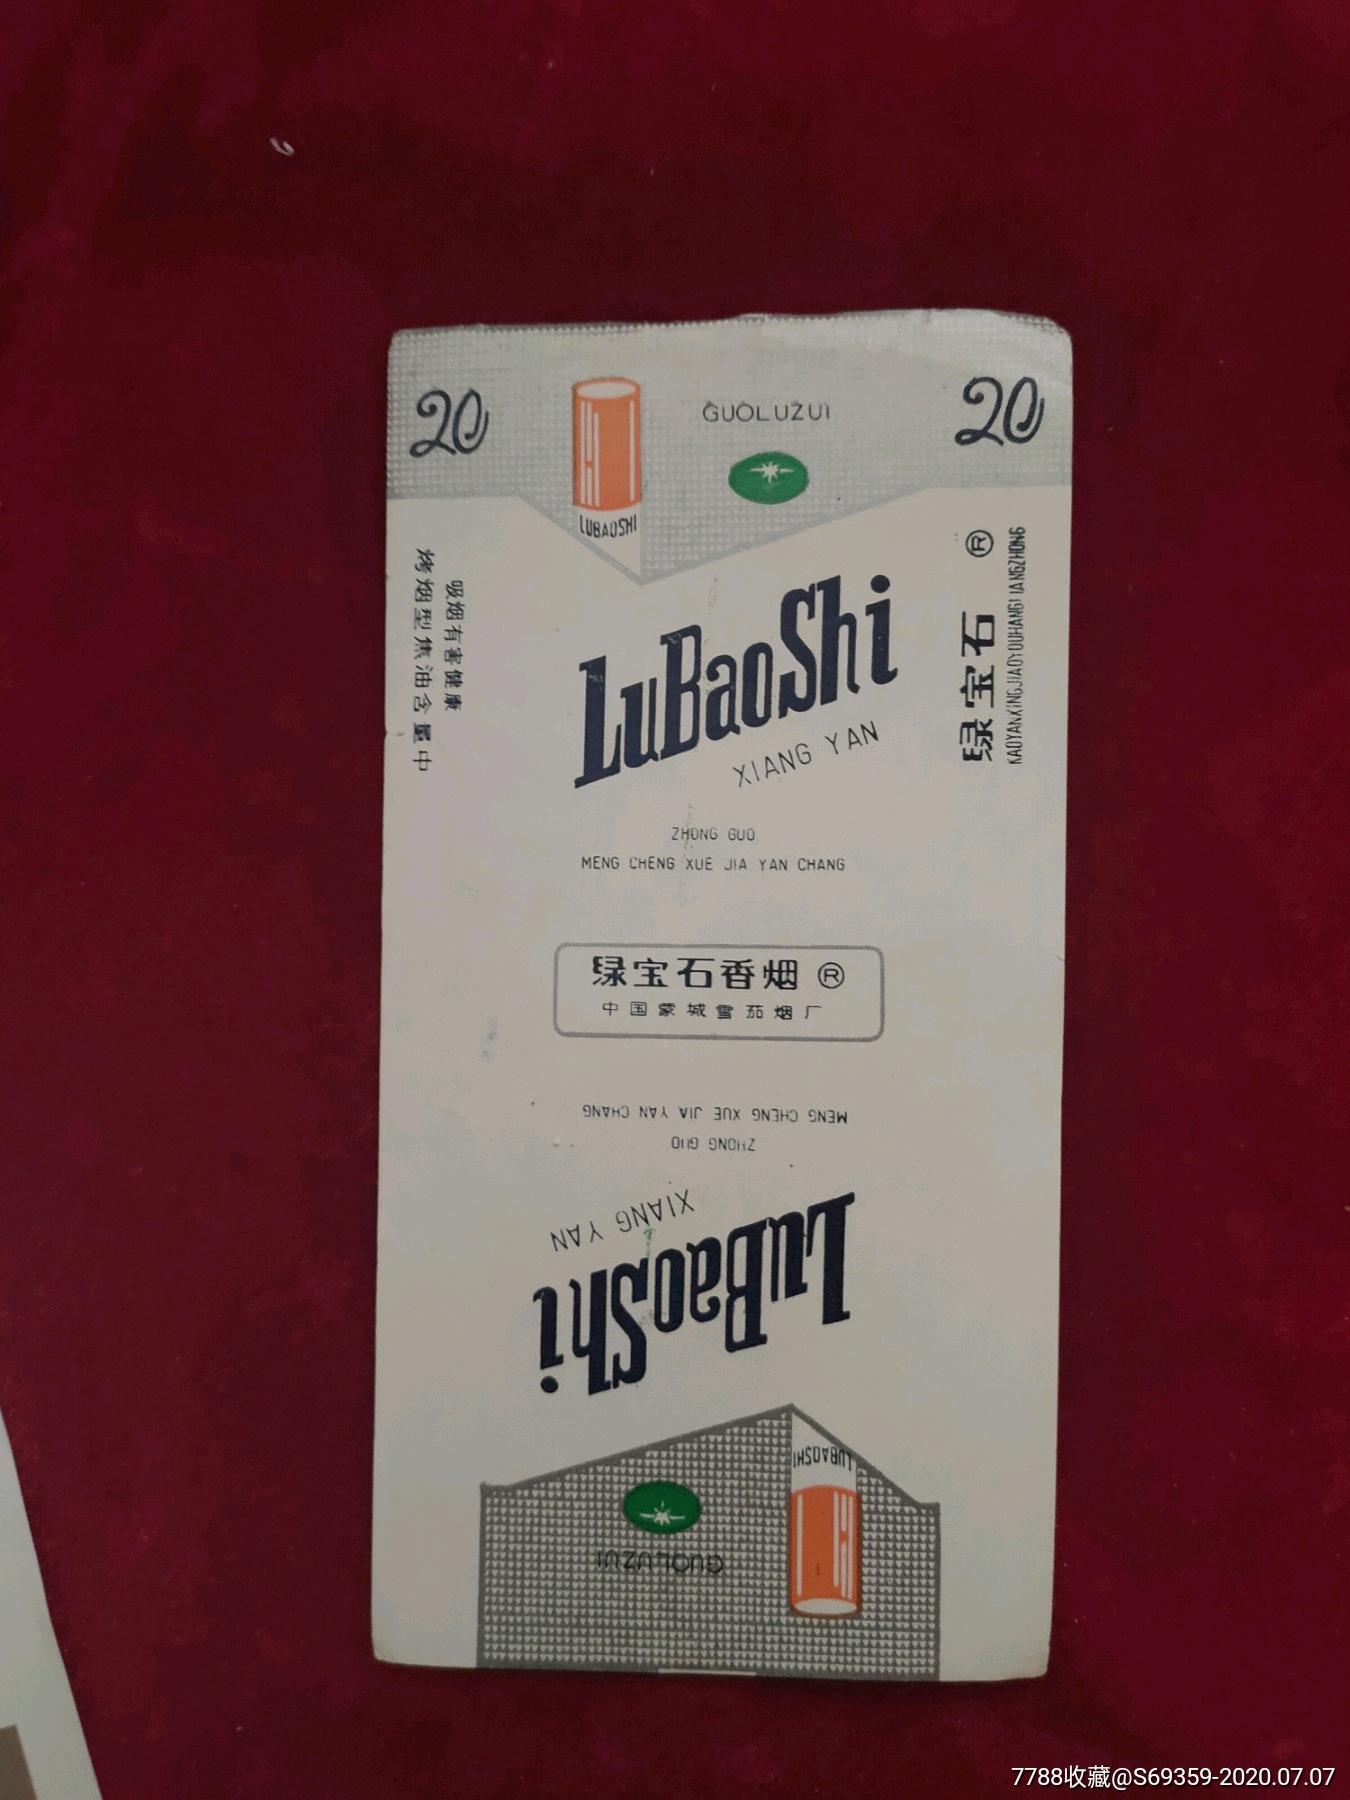 20
GUOLUZUI
20
LUBAOSHI
吸烟有害健康
烤烟型焦油含量中
LuBaoShi
XIANG YAN
绿宝石 ®
KAOYANXINGJIAOYOUHANGLIANGZHONG
ZHONG GUO
MENG CHENG XUE JIA YAN CHANG
绿宝石香烟 ®
中国蒙城雪茄烟厂
MENG CHENG XUE JIA YAN CHANG
ZHONG GUO
XIANG YAN
LuBaoShi
LUBAOSHI
GUOLUZUI
7788收藏@S69359-2020.07.07